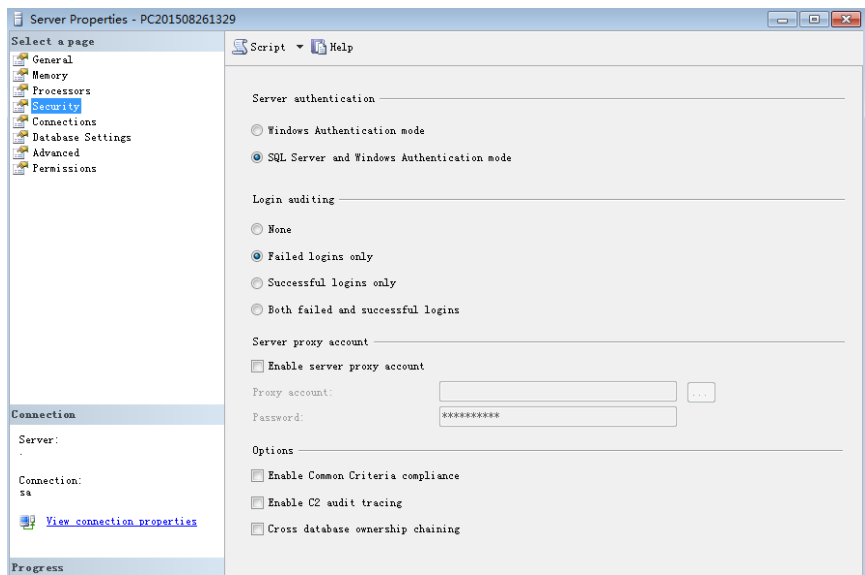 Server Properties - PC201508261329
Select a page
General
Memory
Processors
Security
Connections
Database Settings
Advanced
Permissions
Script Help
Server authentication
Windows Authentication mode
SQL Server and Windows Authentication mode
Login auditing
None
Failed logins only
Successful logins only
Both failed and successful logins
Server proxy account
Enable server proxy account
Proxy account:
...
Password:
**********
Options
Enable Common Criteria compliance
Enable C2 audit tracing
Cross database ownership chaining
Connection
Server:
.
Connection:
sa
View connection properties
Progress